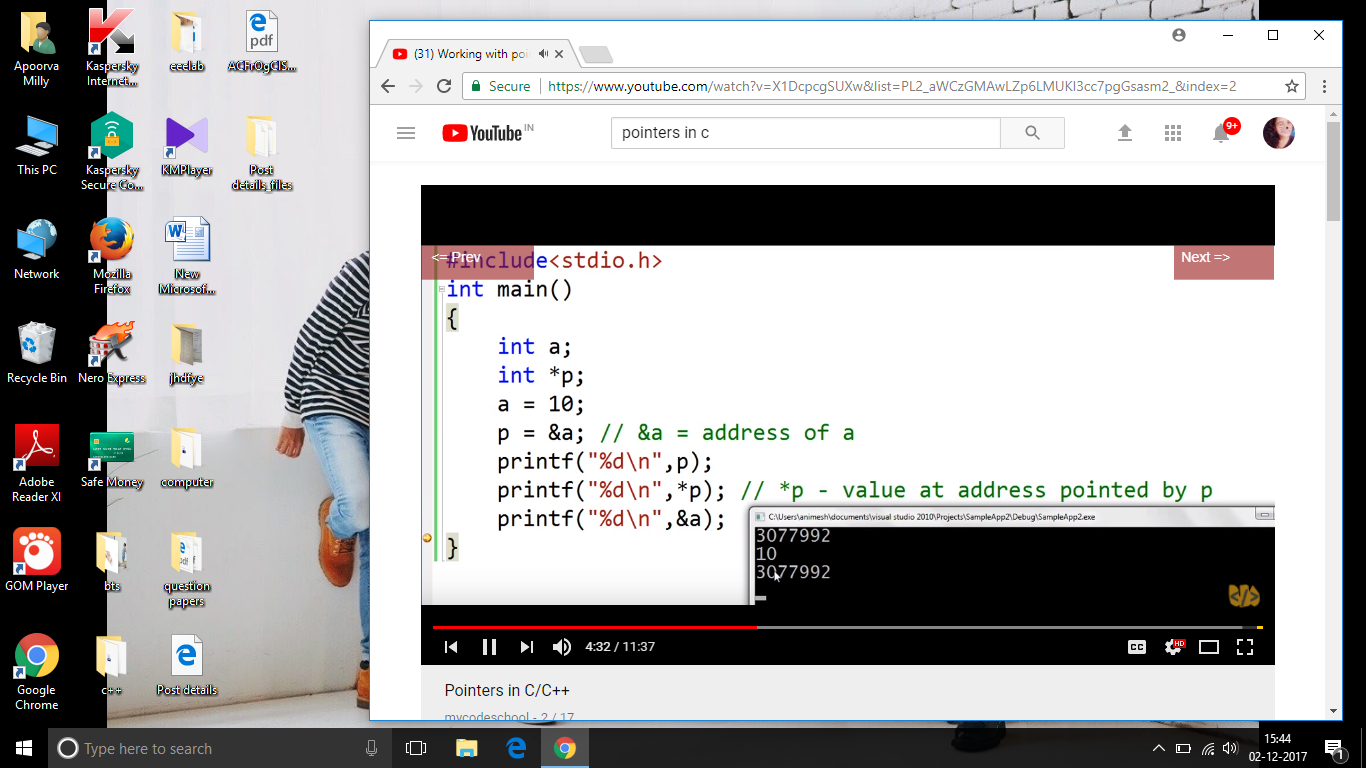 Apoorva
Milly
Kaspersky
Internet...
eeelab
pdf
This PC
Kaspersky
Secure Co...
KMPlayer
Post
details_files
Network
Mozilla
Firefox
New
Microsof...
Recycle Bin
Nero Express
jhdfye
Adobe
Reader XI
Safe Money
computer
GOM Player
bts
question
papers
Google
Chrome
c++
Post details
(31) Working with poi
Secure
https://www.youtube.com/watch?v=X1DcpcgSUXw&list=PL2_aWCzGMAwLZp6LMUKI3cc7pgGsasm2_&index=2
YouTube IN
pointers in c
9+
<= Prev
Next =>
#include<stdio.h>
int main()
{
int a;
int *p;
a = 10;
p = &a; // &a = address of a
printf("%d\n",p);
printf("%d\n",*p); // *p - value at address pointed by p
printf("%d\n",&a);
}
C:\Users\animesh\documents\visual studio 2010\Projects\SampleApp2\Debug\SampleApp2.exe
3077992
10
3077992
</>
4:32 / 11:37
CC
HD
Pointers in C/C++
mycodeschool - 2 / 17
Type here to search
15:44
02-12-2017
1